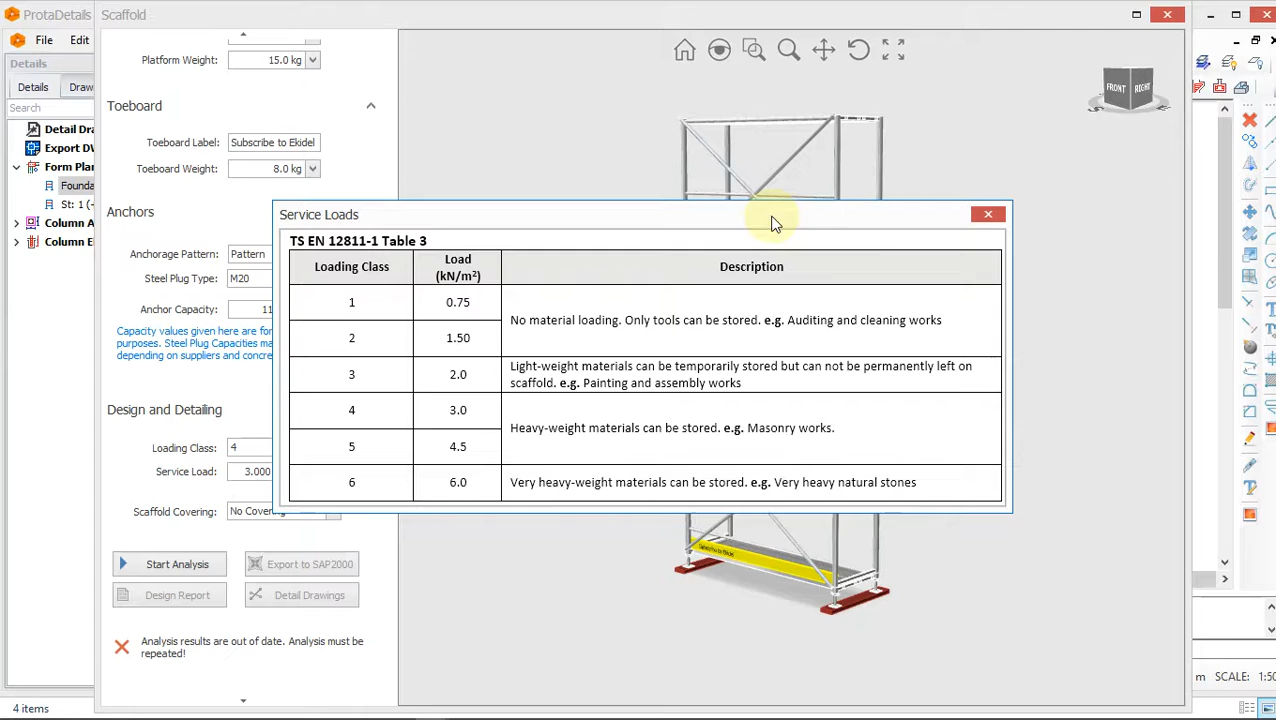 ProtaDetails
Scaffold
File Edit
Details
Details Draw
Search
Detail Dra
Export DV
Form Plan
Founda
St: 1 (-
Column A
Column E
4 items
Platform Weight: 15.0 kg
Toeboard
Toeboard Label: Subscribe to Ekidel
Toeboard Weight: 8.0 kg
Anchors
Anchorage Pattern: Pattern
Steel Plug Type: M20
Anchor Capacity: 11
Capacity values given here are for
purposes. Steel Plug Capacities ma
depending on suppliers and concre
Design and Detailing
Loading Class: 4
Service Load: 3.000
Scaffold Covering: No Covering
Start Analysis
Export to SAP2000
Design Report
Detail Drawings
Analysis results are out of date. Analysis must be
repeated!
FRONT RIGHT
Service Loads
TS EN 12811-1 Table 3
Loading Class Load (kN/m²) Description
1 0.75
2 1.50
No material loading. Only tools can be stored. e.g. Auditing and cleaning works
3 2.0 Light-weight materials can be temporarily stored but can not be permanently left on
scaffold. e.g. Painting and assembly works
4 3.0
5 4.5
Heavy-weight materials can be stored. e.g. Masonry works.
6 6.0 Very heavy-weight materials can be stored. e.g. Very heavy natural stones
Subscribe to Ekidel
m SCALE: 1:50